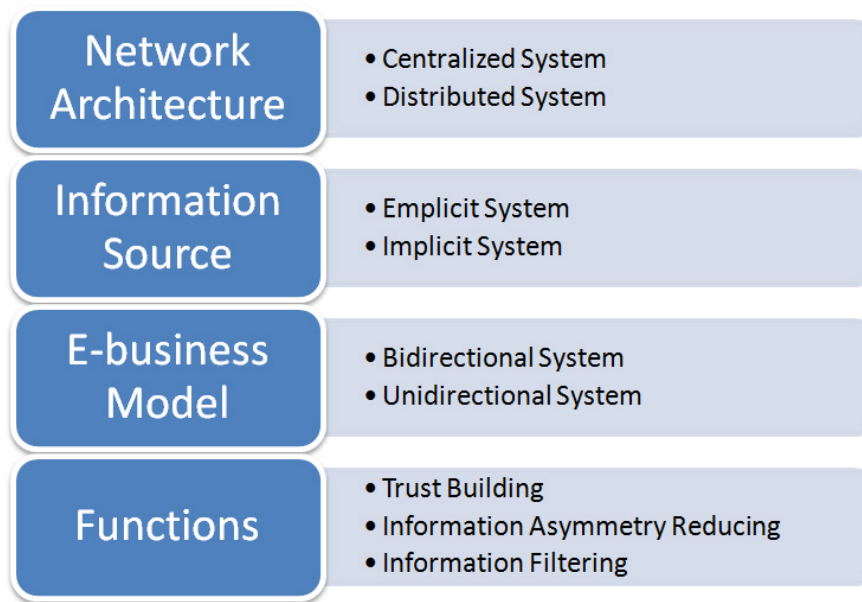 Network
Architecture
• Centralized System
• Distributed System
Information
Source
• Emplicit System
• Implicit System
E-business
Model
• Bidirectional System
• Unidirectional System
Functions
• Trust Building
• Information Asymmetry Reducing
• Information Filtering